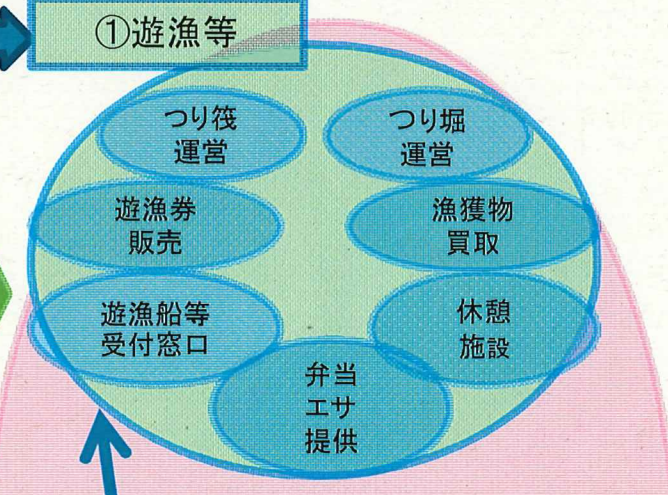 ①遊漁等
つり筏
運営
つり堀
運営
遊漁券
販売
漁獲物
買取
遊漁船等
受付窓口
休憩
施設
弁当
エサ
提供